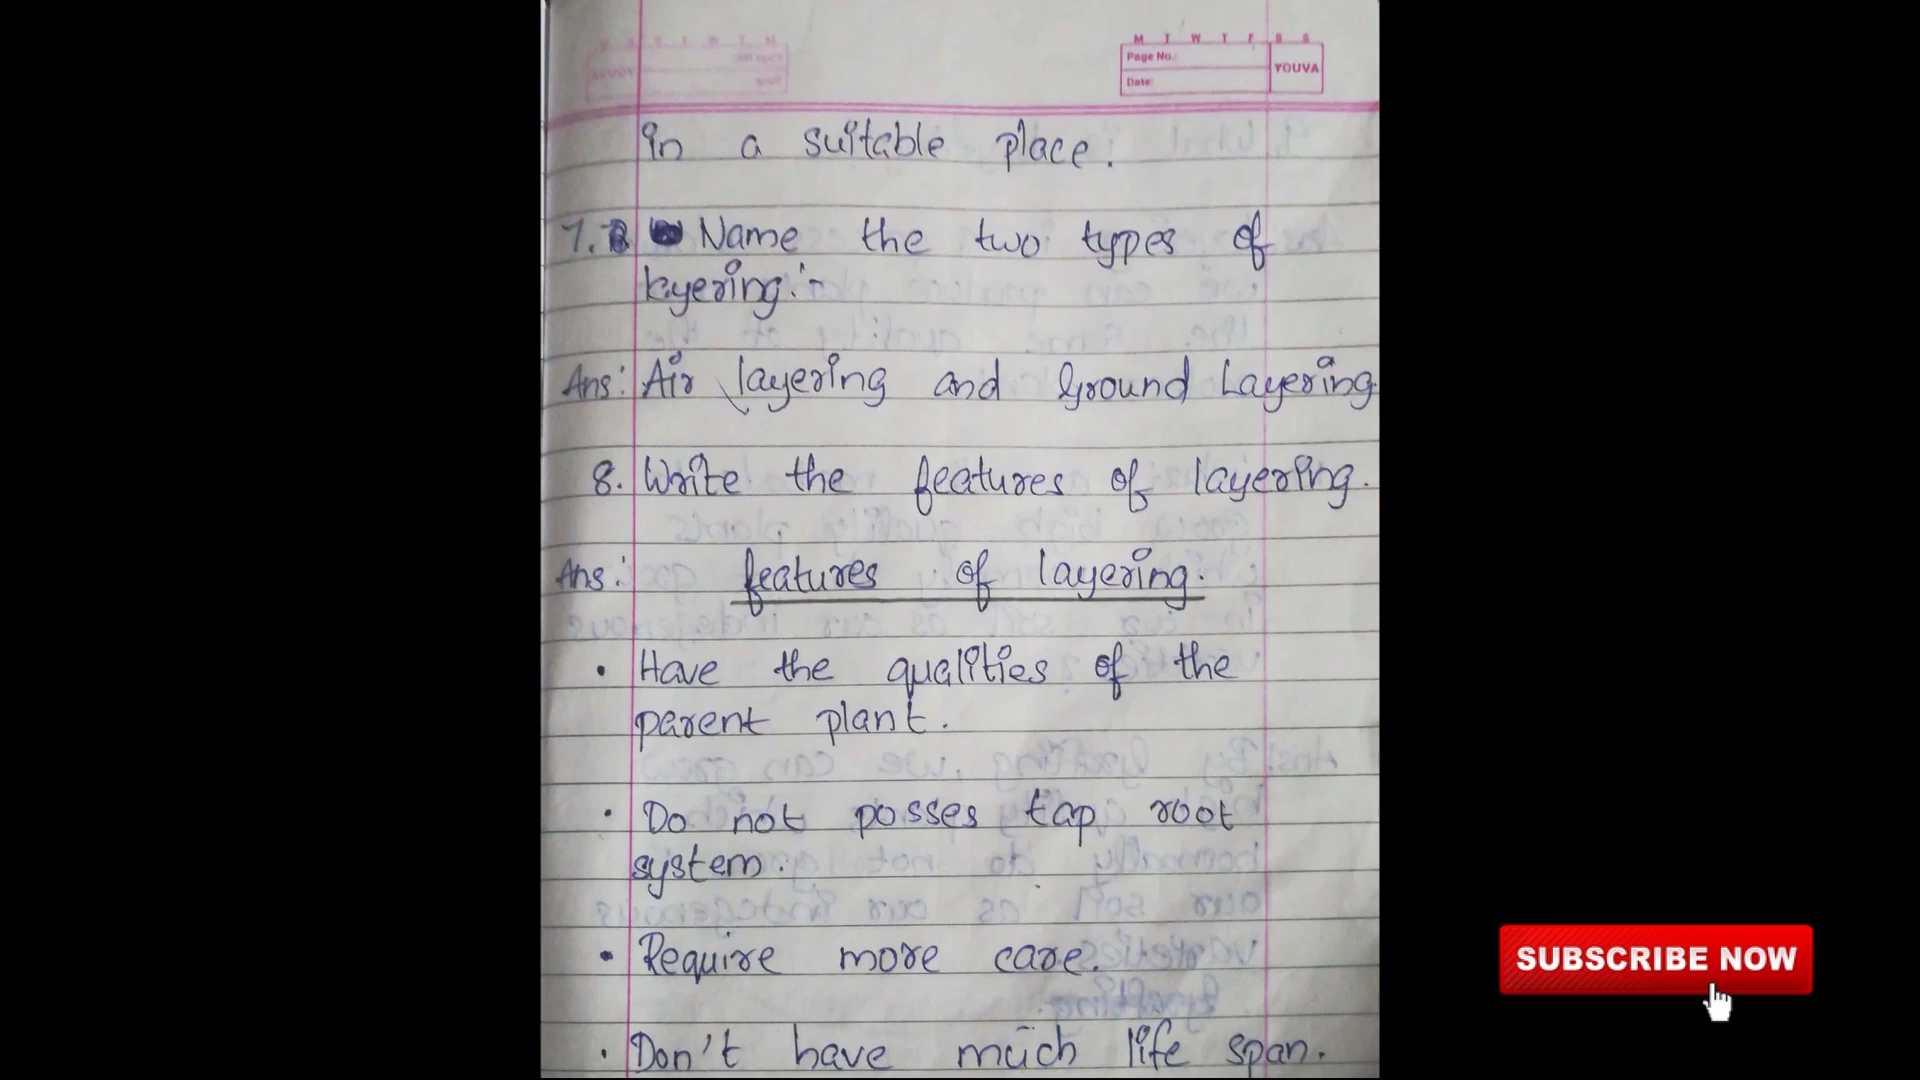 M T W T F S S
Page No.:
YOUVA
Date:
in a suitable place.
7. Name the two types of
layering:-
Ans: Air layering and Ground Layering.
8. Write the features of layering.
Ans: features of layering.
• Have the qualities of the
parent plant.
• Do not posses tap root
system.
• Require more care.
• Don't have much life span.
SUBSCRIBE NOW